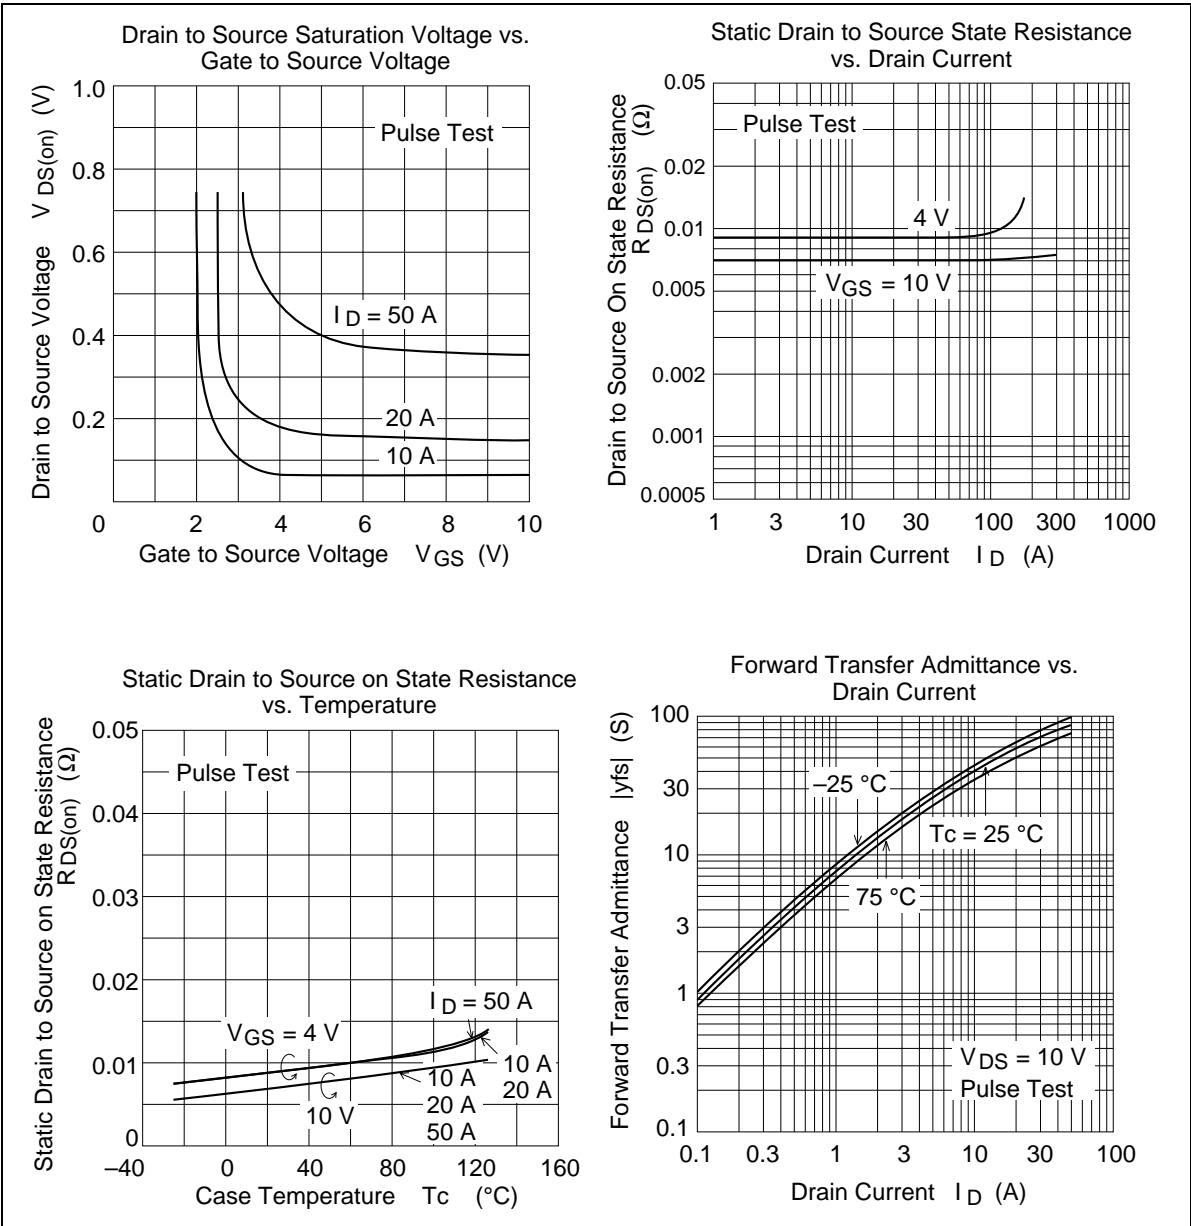 Drain to Source Saturation Voltage vs.
Gate to Source Voltage
Drain to Source Voltage V DS(on) (V)
1.0
0.8
0.6
0.4
0.2
0
Pulse Test
I D = 50 A
20 A
10 A
2 4 6 8 10
Gate to Source Voltage VGS (V)
Static Drain to Source State Resistance
vs. Drain Current
Drain to Source On State Resistance
R DS(on) (Ω)
0.05
0.02
0.01
0.005
0.002
0.001
0.0005
Pulse Test
4 V
VGS = 10 V
1 3 10 30 100 300 1000
Drain Current I D (A)
Static Drain to Source on State Resistance
vs. Temperature
Static Drain to Source on State Resistance
RDS(on) (Ω)
0.05
0.04
0.03
0.02
0.01
0
Pulse Test
I D = 50 A
VGS = 4 V
10 A
20 A
10 A
20 A
50 A
10 V
–40 0 40 80 120 160
Case Temperature Tc (°C)
Forward Transfer Admittance vs.
Drain Current
Forward Transfer Admittance |yfs| (S)
100
30
10
3
1
0.3
0.1
–25 °C
Tc = 25 °C
75 °C
VDS = 10 V
Pulse Test
0.1 0.3 1 3 10 30 100
Drain Current I D (A)